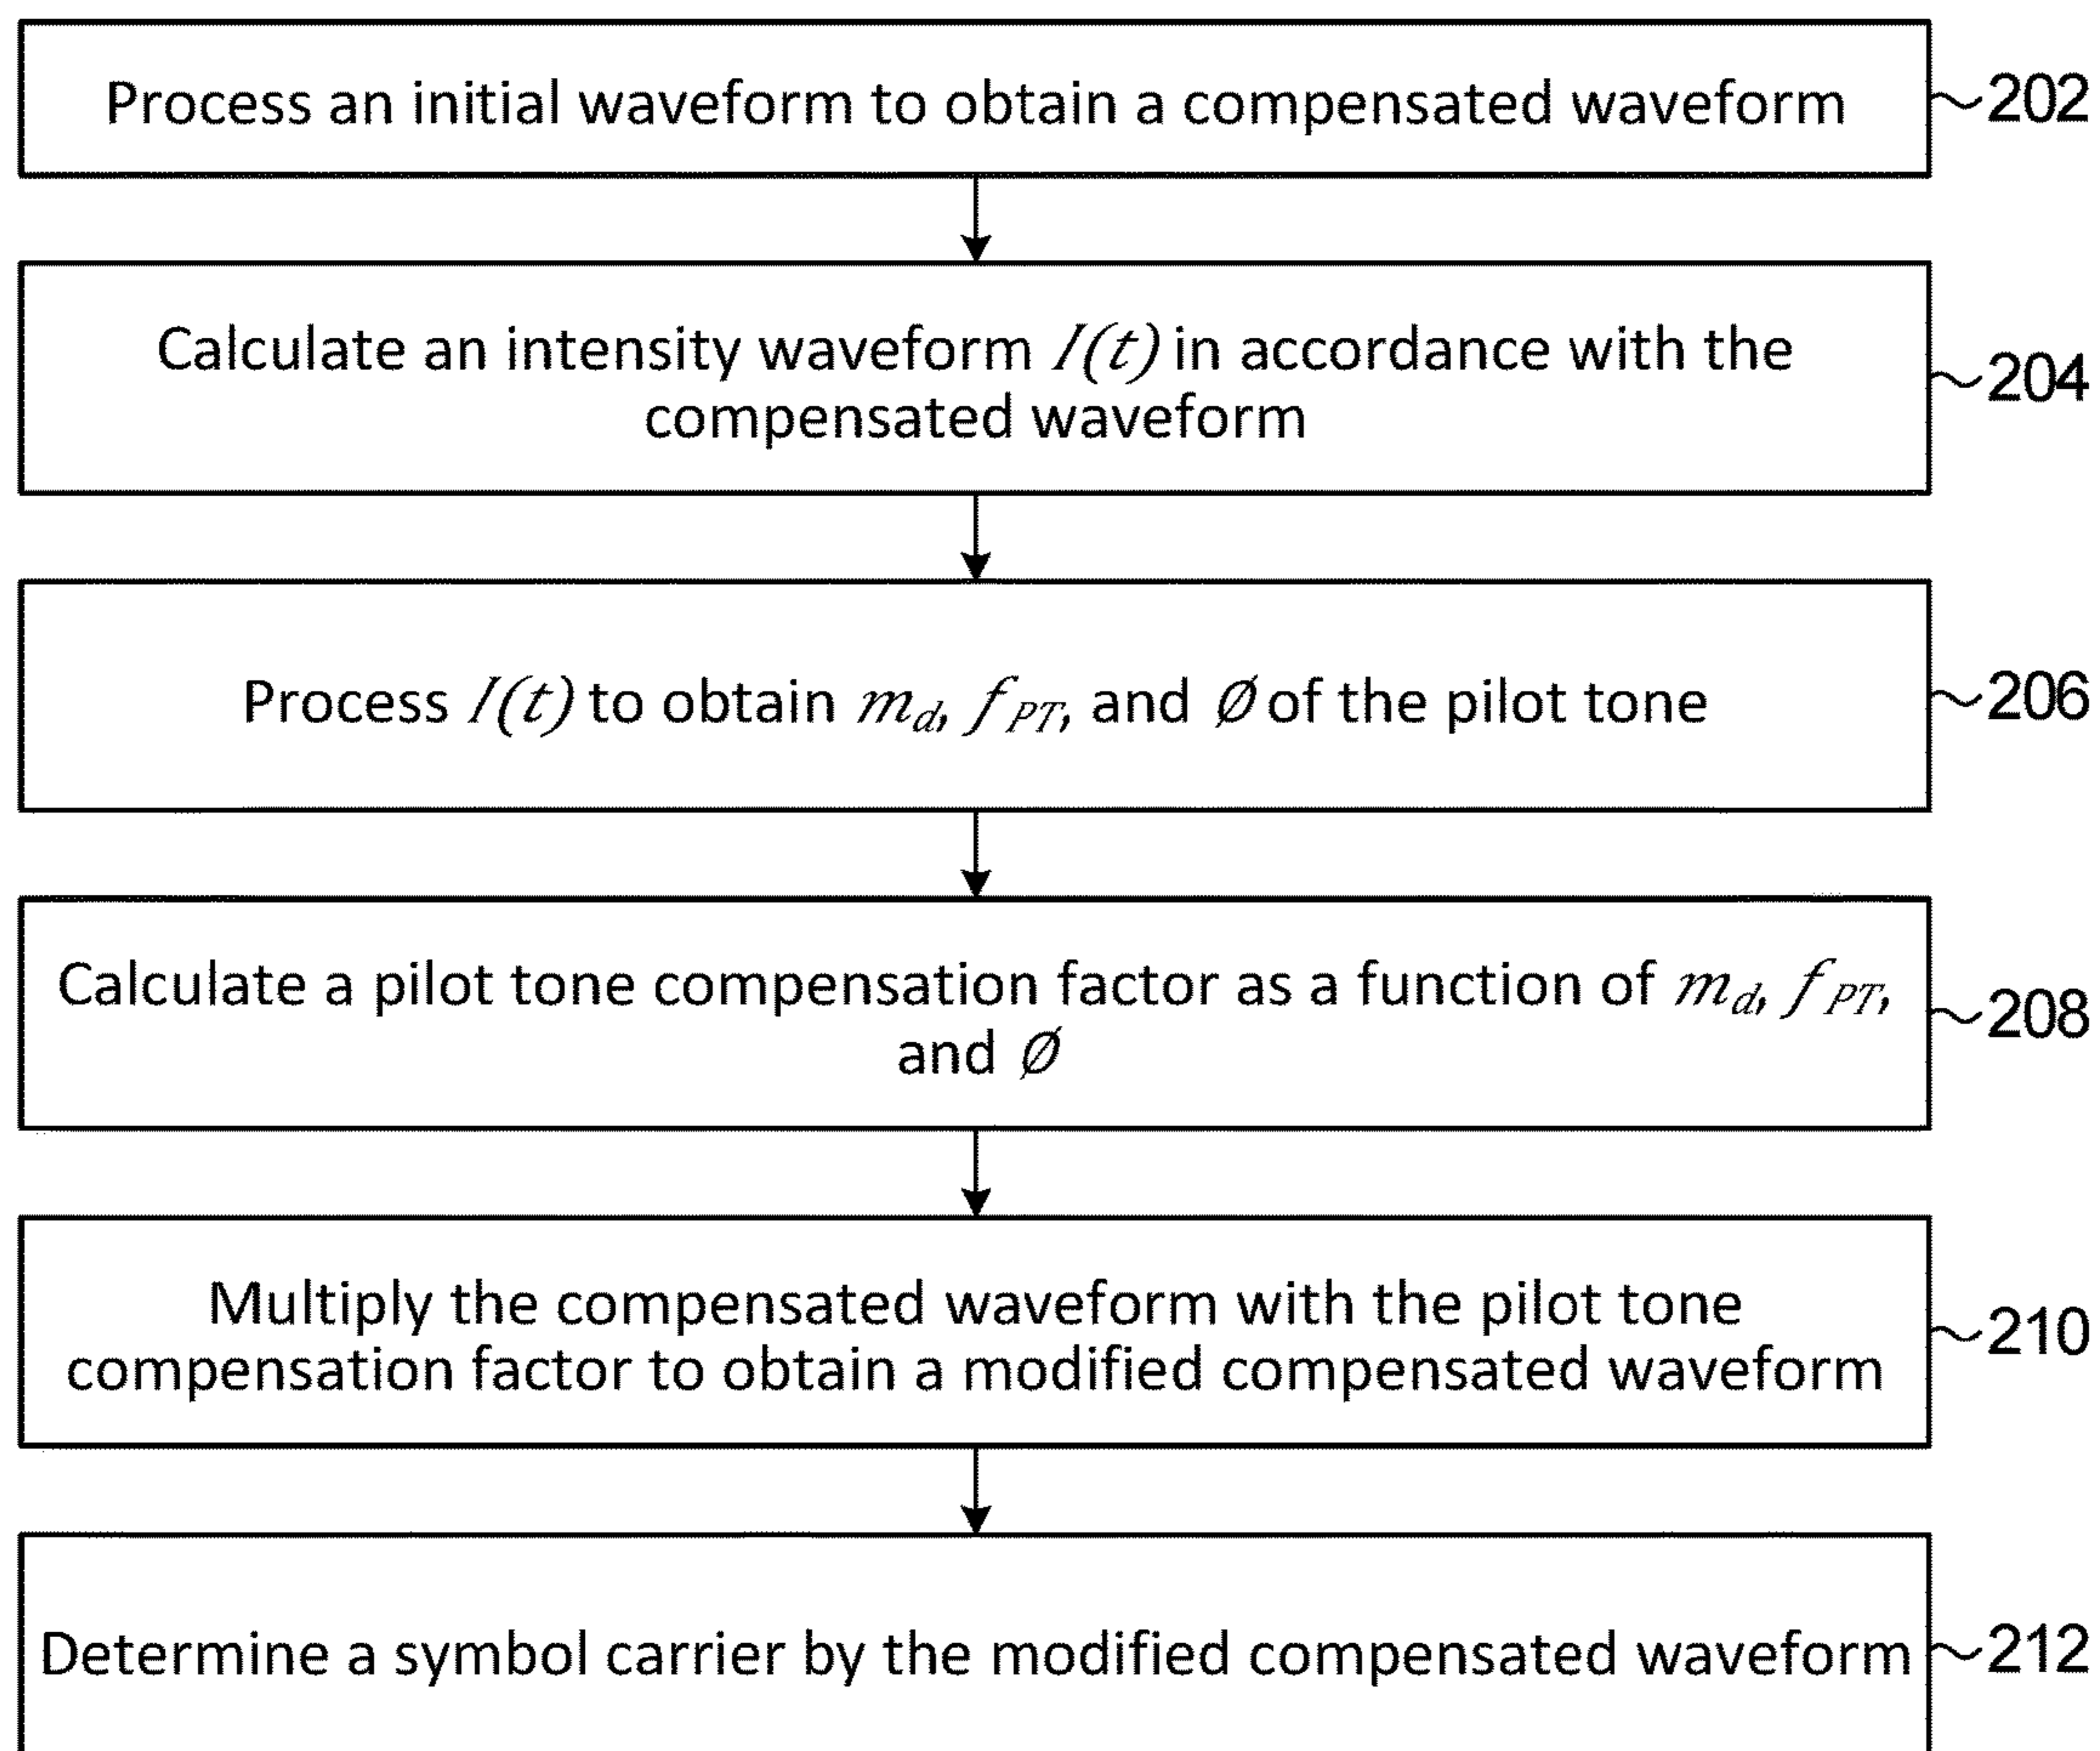 Process an initial waveform to obtain a compensated waveform
202
Calculate an intensity waveform I(t) in accordance with the
compensated waveform
204
Process I(t) to obtain m_d, f_PT, and Ø of the pilot tone
206
Calculate a pilot tone compensation factor as a function of m_d, f_PT,
and Ø
208
Multiply the compensated waveform with the pilot tone
compensation factor to obtain a modified compensated waveform
210
Determine a symbol carrier by the modified compensated waveform
212